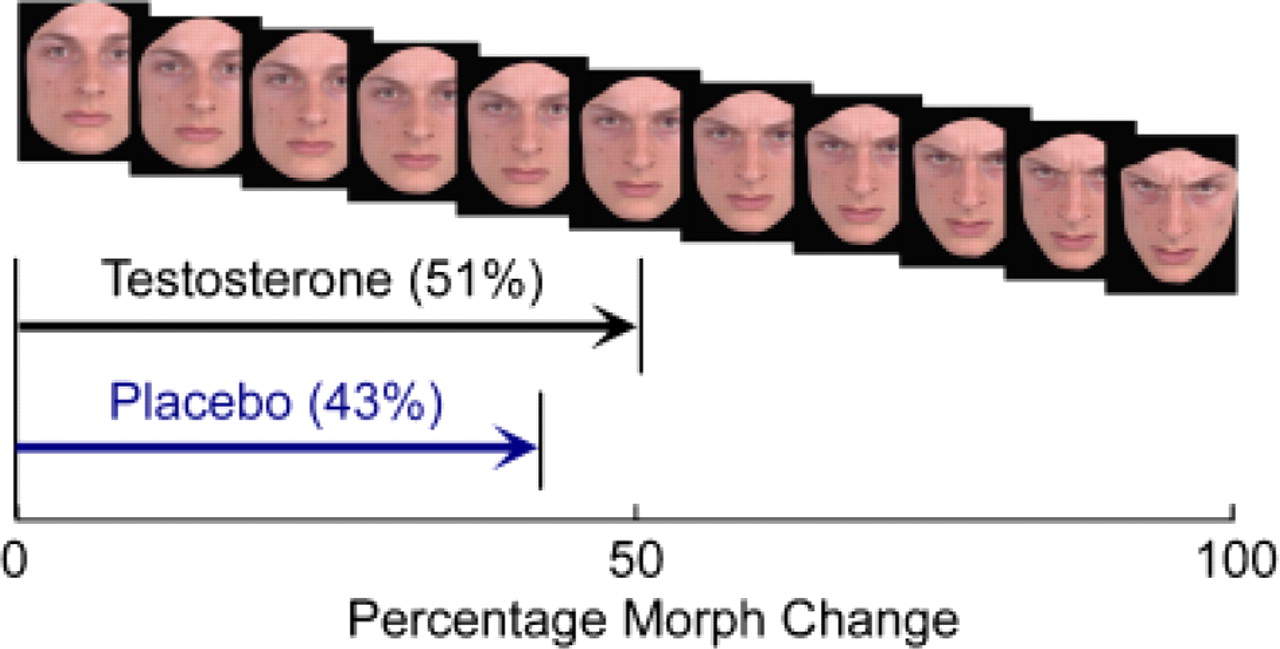 Testosterone (51%)
Placebo (43%)
0 50 100
Percentage Morph Change